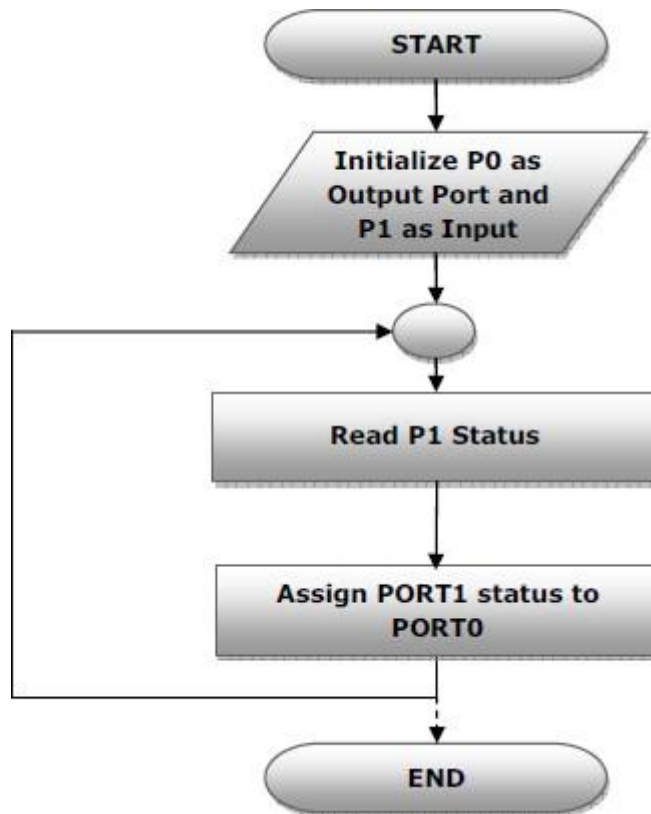 START
Initialize P0 as
Output Port and
P1 as Input
Read P1 Status
Assign PORT1 status to
PORT0
END